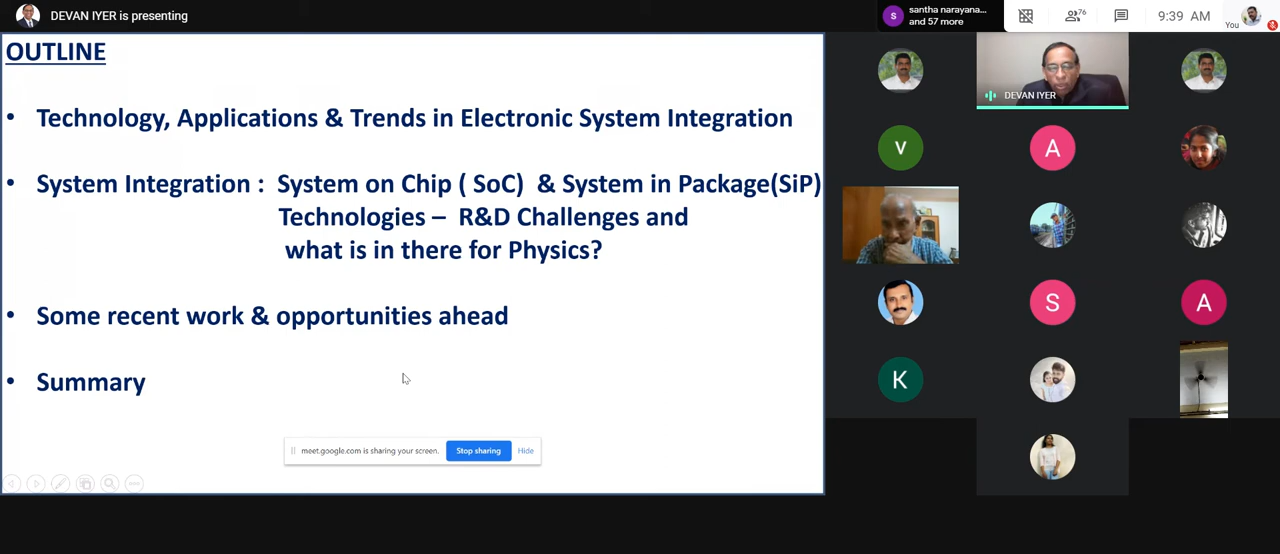 DEVAN IYER is presenting
S
santha narayana...
and 57 more
76
9:39 AM
You
OUTLINE
• Technology, Applications & Trends in Electronic System Integration
• System Integration : System on Chip ( SoC) & System in Package(SiP)
Technologies – R&D Challenges and
what is in there for Physics?
• Some recent work & opportunities ahead
• Summary
meet.google.com is sharing your screen.
Stop sharing
Hide
DEVAN IYER
V
A
S
A
K